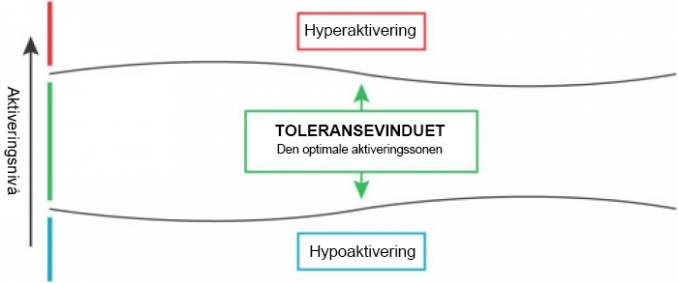 Hyperaktivering
Aktiveringsnivå
TOLERANSEVINDUET
Den optimale aktiveringssonen
Hypoaktivering